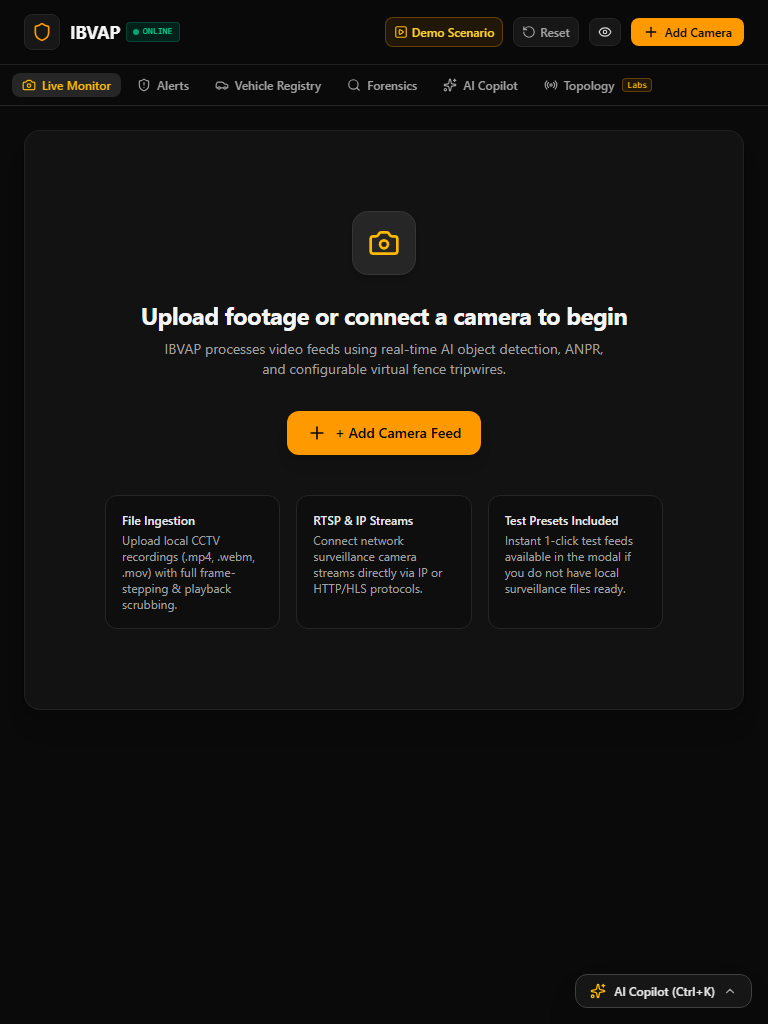 IBVAP
ONLINE
Demo Scenario
Reset
Add Camera
Live Monitor
Alerts
Vehicle Registry
Forensics
AI Copilot
Topology
Labs
Upload footage or connect a camera to begin
IBVAP processes video feeds using real-time AI object detection, ANPR,
and configurable virtual fence tripwires.
+ Add Camera Feed
File Ingestion
Upload local CCTV
recordings (.mp4, .webm,
.mov) with full frame-
stepping & playback
scrubbing.
RTSP & IP Streams
Connect network
surveillance camera
streams directly via IP or
HTTP/HLS protocols.
Test Presets Included
Instant 1-click test feeds
available in the modal if
you do not have local
surveillance files ready.
AI Copilot (Ctrl+K)